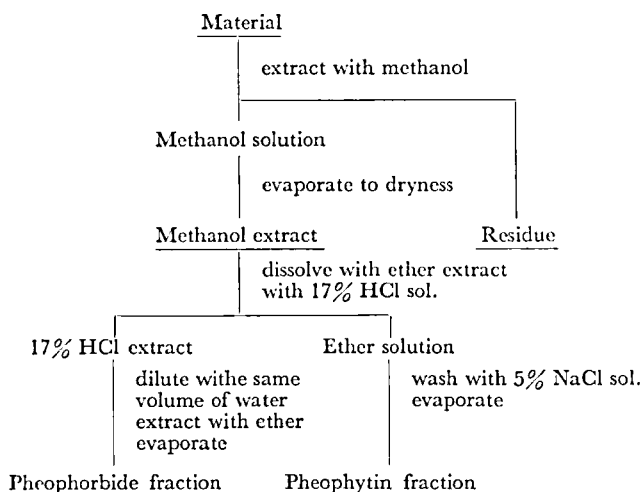 Material
extract with methanol
Methanol solution
evaporate to dryness
Methanol extract
Residue
dissolve with ether extract
with 17% HCl sol.
17% HCl extract
Ether solution
dilute withe same
volume of water
extract with ether
evaporate
wash with 5% NaCl sol.
evaporate
Pheophorbide fraction
Pheophytin fraction